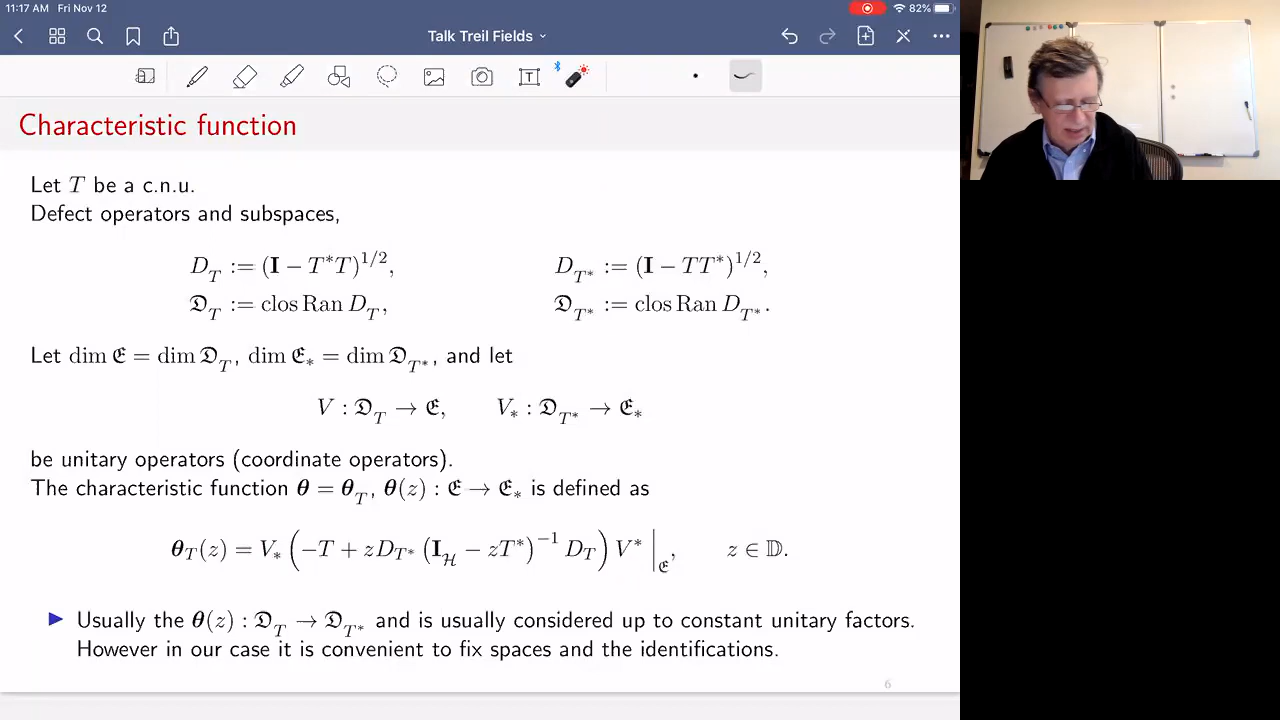 11:17 AM Fri Nov 12
82%
Talk Treil Fields
Characteristic function
Let T be a c.n.u.
Defect operators and subspaces,
D_T := (I − T*T)^{1/2}, D_{T*} := (I − TT*)^{1/2},
𝔇_T := clos Ran D_T, 𝔇_{T*} := clos Ran D_{T*}.
Let dim 𝔈 = dim 𝔇_T, dim 𝔈_* = dim 𝔇_{T*}, and let
V : 𝔇_T → 𝔈, V_* : 𝔇_{T*} → 𝔈_*
be unitary operators (coordinate operators).
The characteristic function θ = θ_T, θ(z) : 𝔈 → 𝔈_* is defined as
θ_T(z) = V_* (−T + zD_{T*} (I_ℋ − zT*)^{−1} D_T) V* |_𝔈, z ∈ 𝔻.
▶ Usually the θ(z) : 𝔇_T → 𝔇_{T*} and is usually considered up to constant unitary factors.
However in our case it is convenient to fix spaces and the identifications.
6